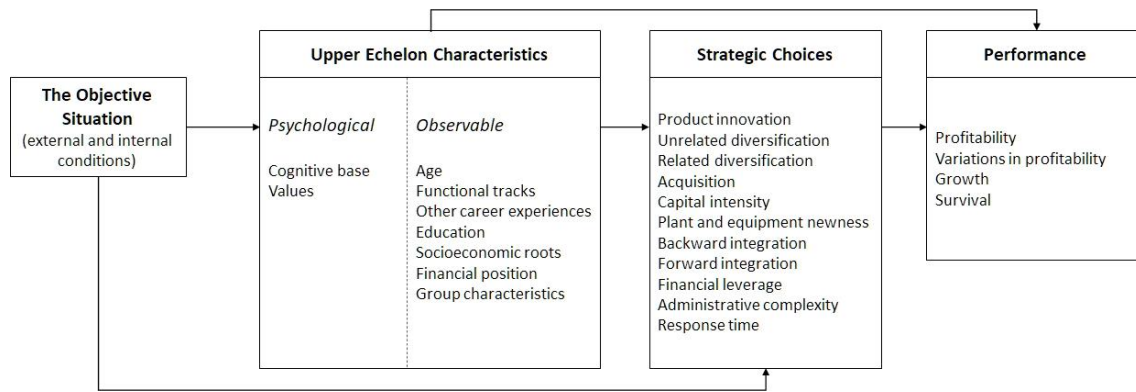 The Objective
Situation
(external and internal
conditions)
Upper Echelon Characteristics
Psychological
Cognitive base
Values
Observable
Age
Functional tracks
Other career experiences
Education
Socioeconomic roots
Financial position
Group characteristics
Strategic Choices
Product innovation
Unrelated diversification
Related diversification
Acquisition
Capital intensity
Plant and equipment newness
Backward integration
Forward integration
Financial leverage
Administrative complexity
Response time
Performance
Profitability
Variations in profitability
Growth
Survival